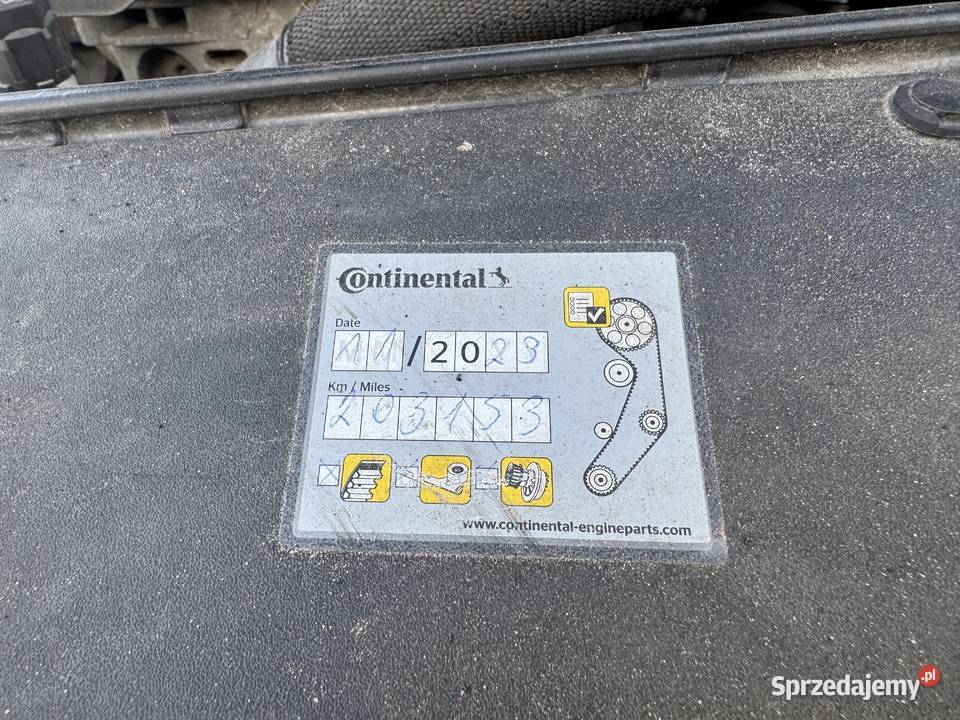 Continental
Date
11/2023
Km / Miles
203153
www.continental-engineparts.com
Sprzedajemy.pl